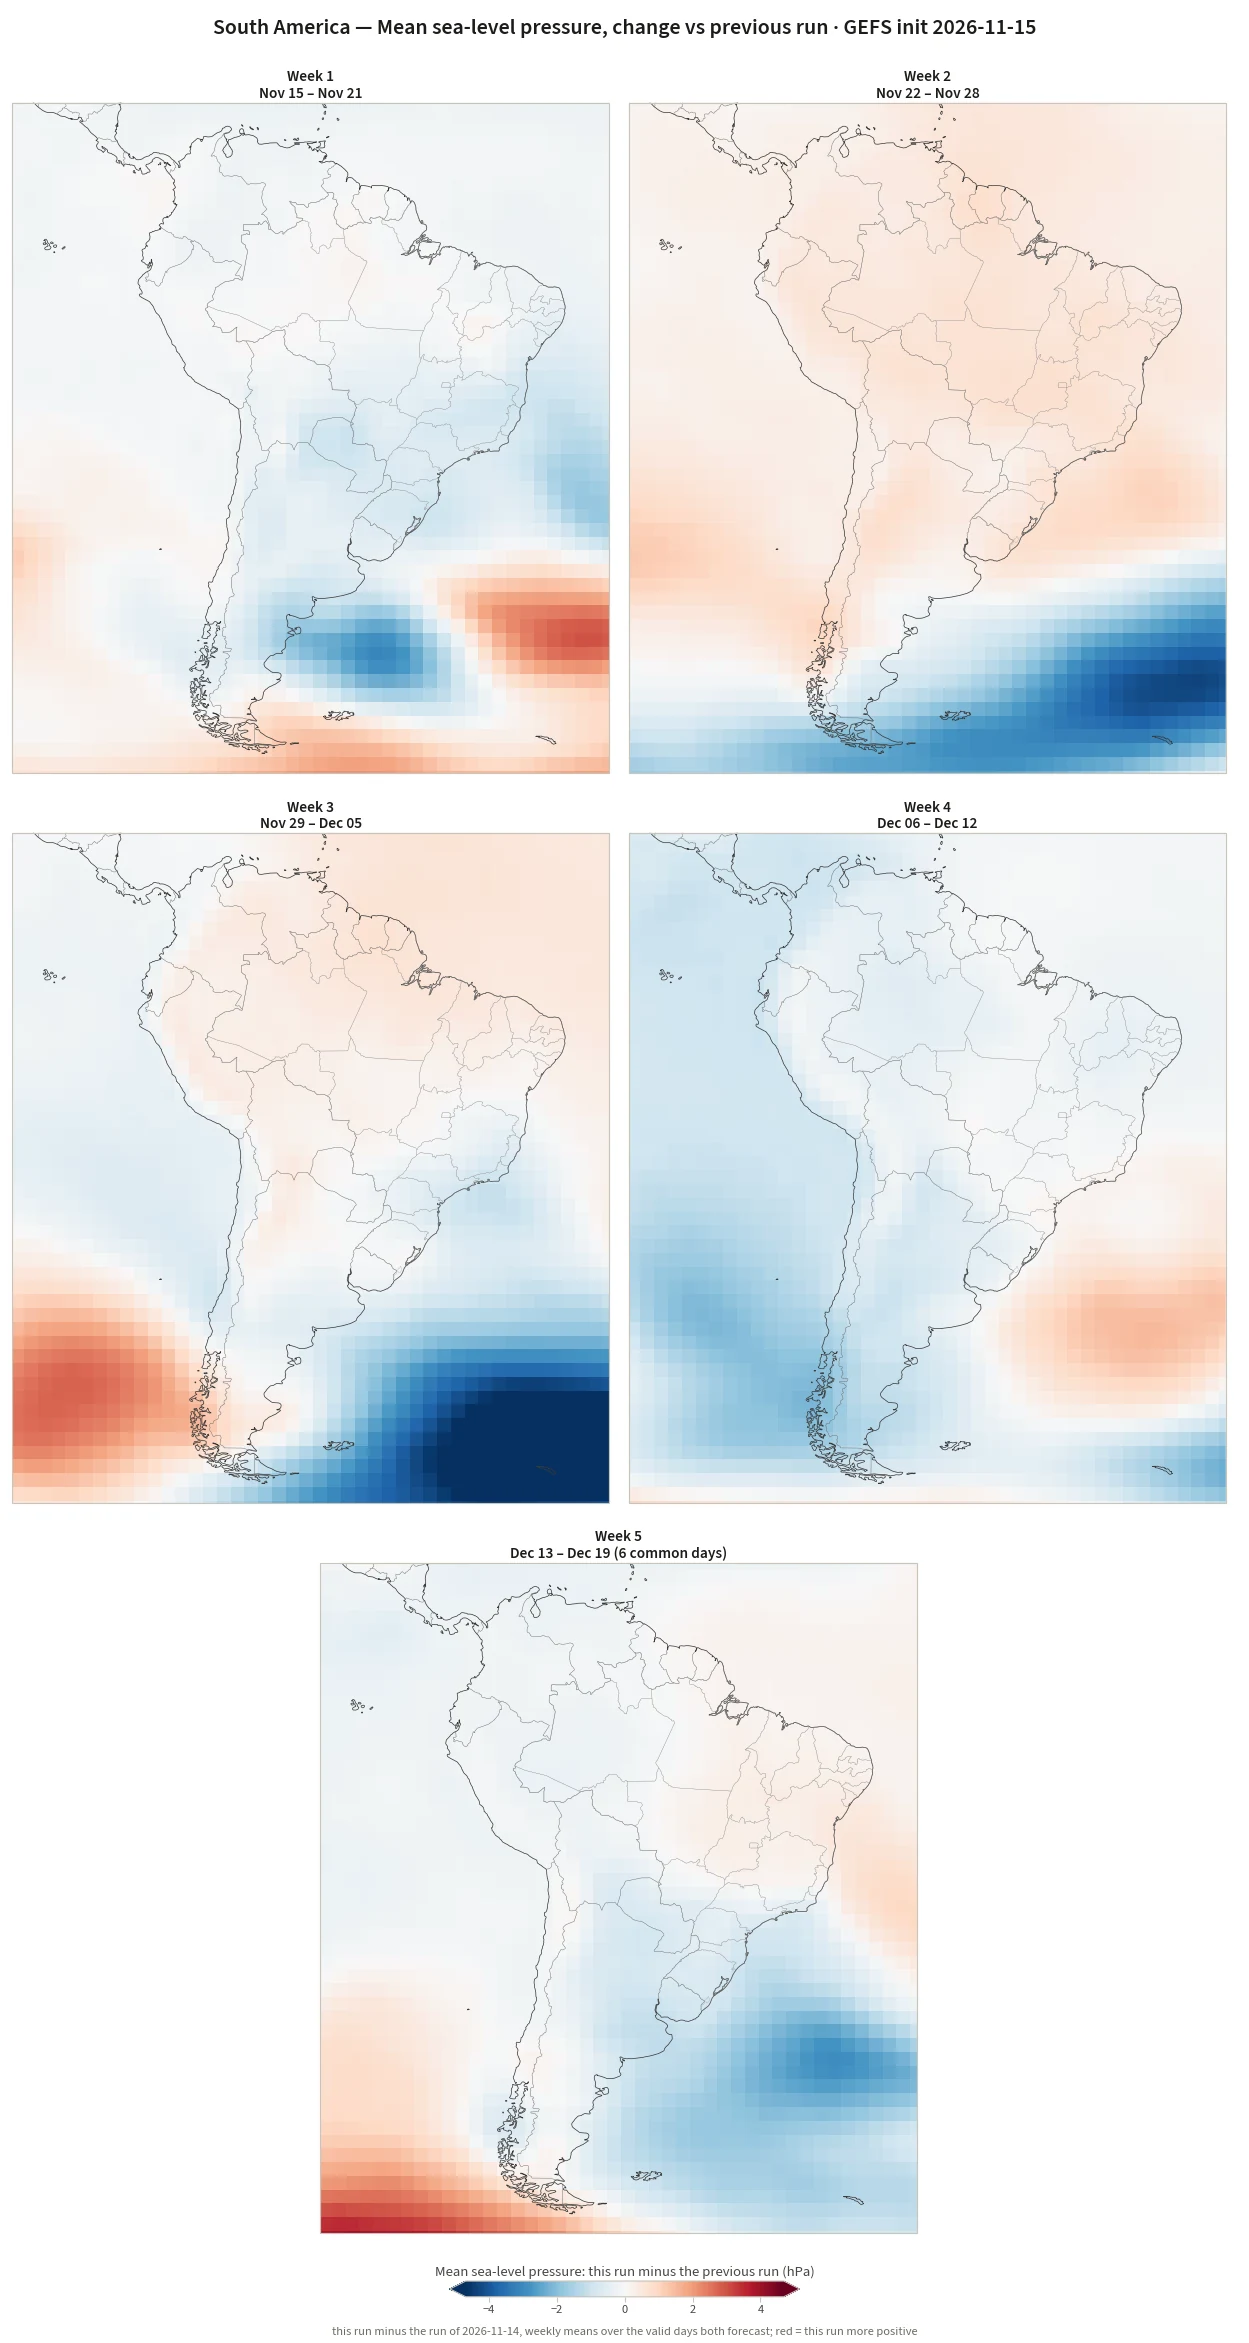 South America — Mean sea-level pressure, change vs previous run · GEFS init 2026-11-15
Week 1
Nov 15 – Nov 21
Week 2
Nov 22 – Nov 28
Week 3
Nov 29 – Dec 05
Week 4
Dec 06 – Dec 12
Week 5
Dec 13 – Dec 19 (6 common days)
Mean sea-level pressure: this run minus the previous run (hPa)
−4 −2 0 2 4
this run minus the run of 2026-11-14, weekly means over the valid days both forecast; red = this run more positive